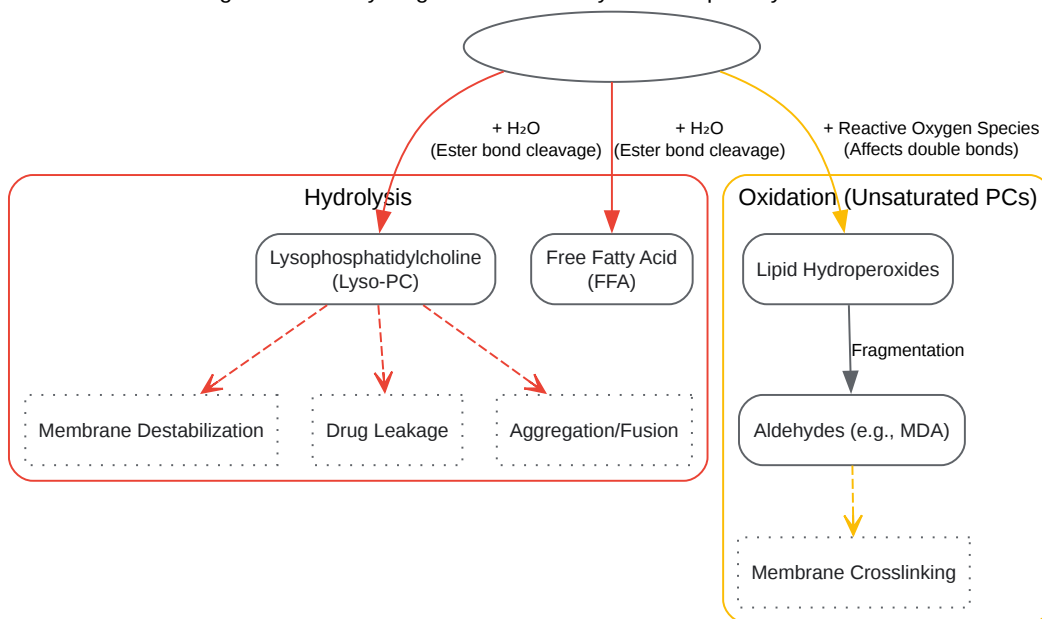 + H₂O
(Ester bond cleavage)
+ H₂O
(Ester bond cleavage)
+ Reactive Oxygen Species
(Affects double bonds)
Hydrolysis
Oxidation (Unsaturated PCs)
Lysophosphatidylcholine
(Lyso-PC)
Free Fatty Acid
(FFA)
Lipid Hydroperoxides
Fragmentation
Membrane Destabilization
Drug Leakage
Aggregation/Fusion
Aldehydes (e.g., MDA)
Membrane Crosslinking